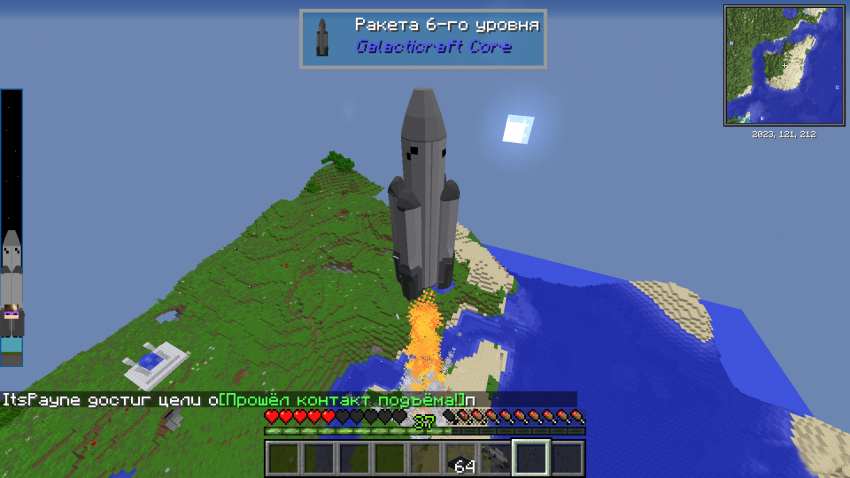 Ракета 6-го уровня
Galacticraft Core
2023, 121, 212
ItsPayne достиг цели о[Прошёл контакт подъёма!]п
37
64